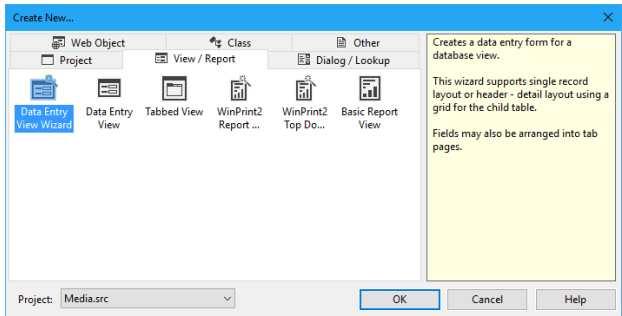 Create New...
Web Object
Class
Other
Project
View / Report
Dialog / Lookup
Data Entry
View Wizard
Data Entry
View
Tabbed View
WinPrint2
Report ...
WinPrint2
Top Do...
Basic Report
View
Creates a data entry form for a
database view.
This wizard supports single record
layout or header - detail layout using a
grid for the child table.
Fields may also be arranged into tab
pages.
Project:
Media.src
OK
Cancel
Help